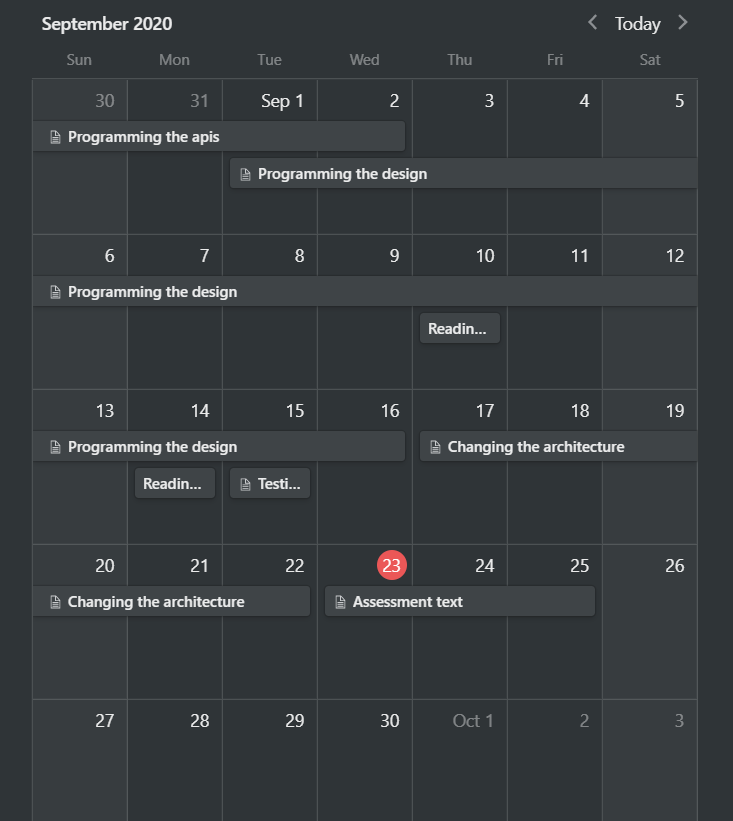 September 2020
Today
Sun Mon Tue Wed Thu Fri Sat
30 31 Sep 1 2 3 4 5
Programming the apis
Programming the design
6 7 8 9 10 11 12
Programming the design
Readin...
13 14 15 16 17 18 19
Programming the design Changing the architecture
Readin... Testi...
20 21 22 23 24 25 26
Changing the architecture Assessment text
27 28 29 30 Oct 1 2 3